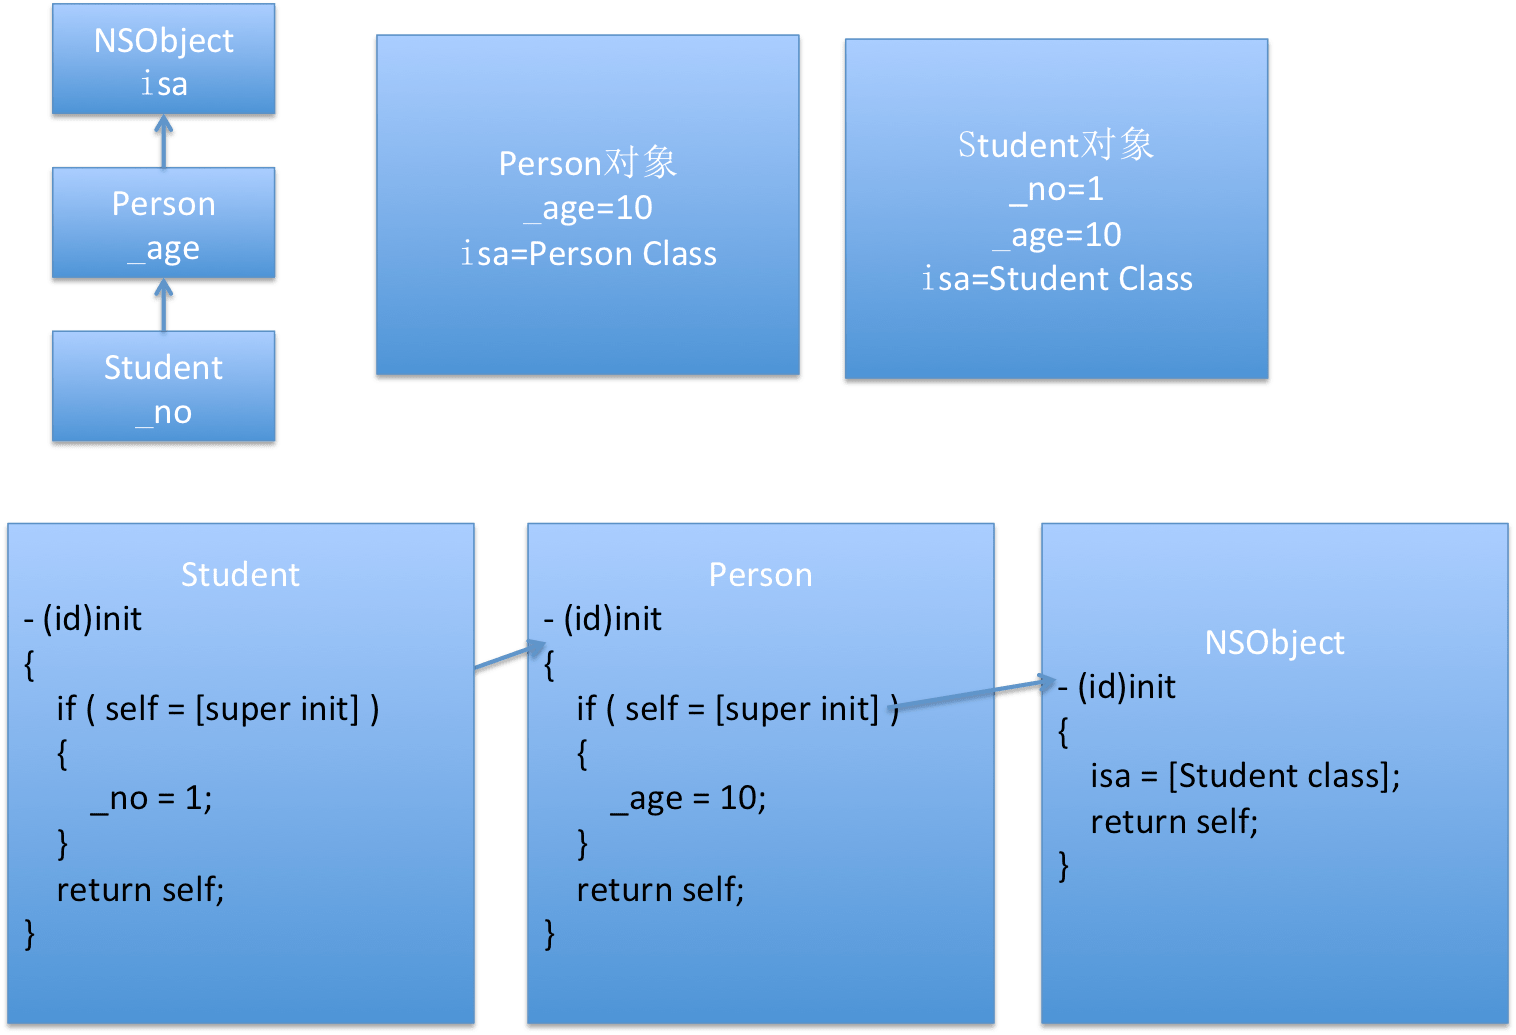 NSObject
isa
Person
_age
Student
_no
Person对象
_age=10
isa=Person Class
Student对象
_no=1
_age=10
isa=Student Class
Student
- (id)init
{
if ( self = [super init] )
{
_no = 1;
}
return self;
}
Person
- (id)init
{
if ( self = [super init] )
{
_age = 10;
}
return self;
}
NSObject
- (id)init
{
isa = [Student class];
return self;
}